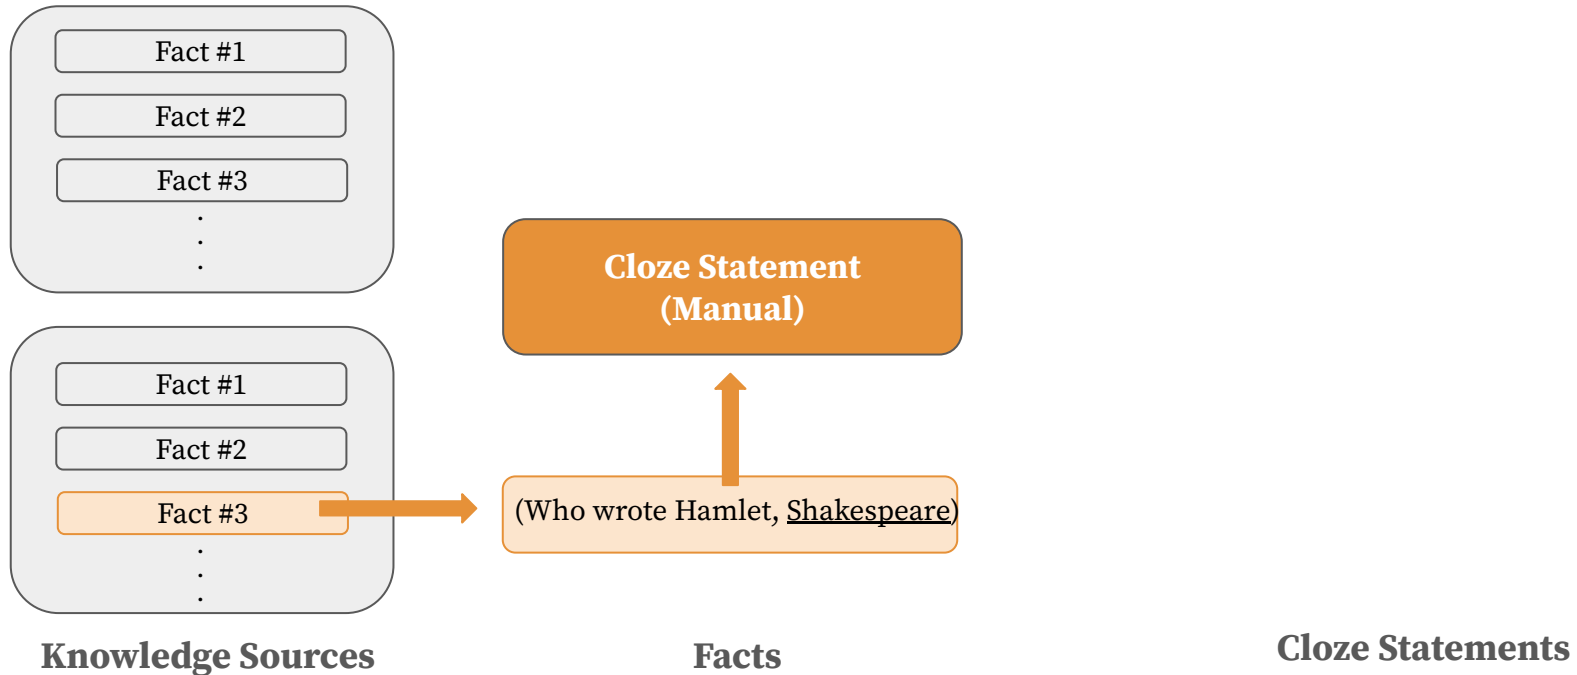 Fact #1
Fact #2
Fact #3
.
.
.
Cloze Statement
(Manual)
Fact #1
Fact #2
Fact #3
.
.
.
(Who wrote Hamlet, Shakespeare)
Knowledge Sources
Facts
Cloze Statements